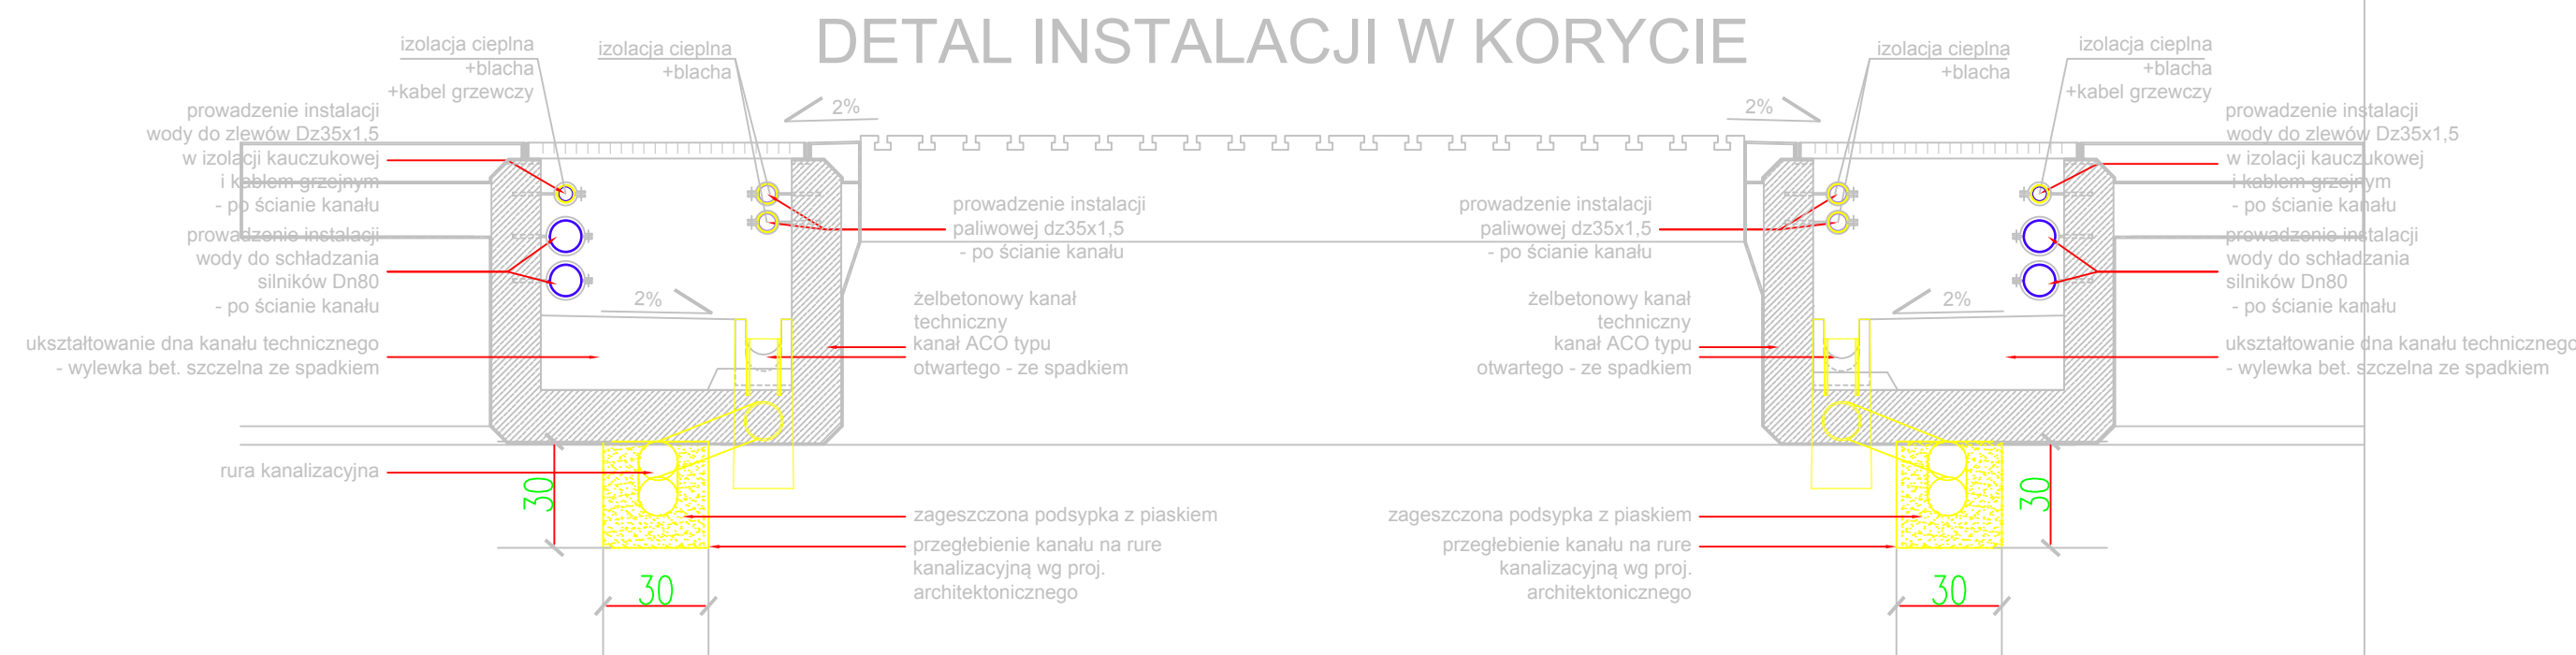 DETAL INSTALACJI W KORYCIE
izolacja cieplna
+blacha
+kabel grzewczy
izolacja cieplna
+blacha
prowadzenie instalacji
wody do zlewów Dz35x1,5
w izolacji kauczukowej
i kablem grzejnym
- po ścianie kanału
prowadzenie instalacji
wody do schładzania
silników Dn80
- po ścianie kanału
ukształtowanie dna kanału technicznego
- wylewka bet. szczelna ze spadkiem
rura kanalizacyjna
2%
2%
30
30
prowadzenie instalacji
paliwowej dz35x1,5
- po ścianie kanału
żelbetonowy kanał
techniczny
kanał ACO typu
otwartego - ze spadkiem
zageszczona podsypka z piaskiem
przegłebienie kanału na rure
kanalizacyjną wg proj.
architektonicznego
izolacja cieplna
+blacha
izolacja cieplna
+blacha
+kabel grzewczy
2%
2%
prowadzenie instalacji
paliwowej dz35x1,5
- po ścianie kanału
żelbetonowy kanał
techniczny
kanał ACO typu
otwartego - ze spadkiem
zageszczona podsypka z piaskiem
przegłebienie kanału na rure
kanalizacyjną wg proj.
architektonicznego
30
30
prowadzenie instalacji
wody do zlewów Dz35x1,5
w izolacji kauczukowej
i kablem grzejnym
- po ścianie kanału
prowadzenie instalacji
wody do schładzania
silników Dn80
- po ścianie kanału
ukształtowanie dna kanału technicznego
- wylewka bet. szczelna ze spadkiem